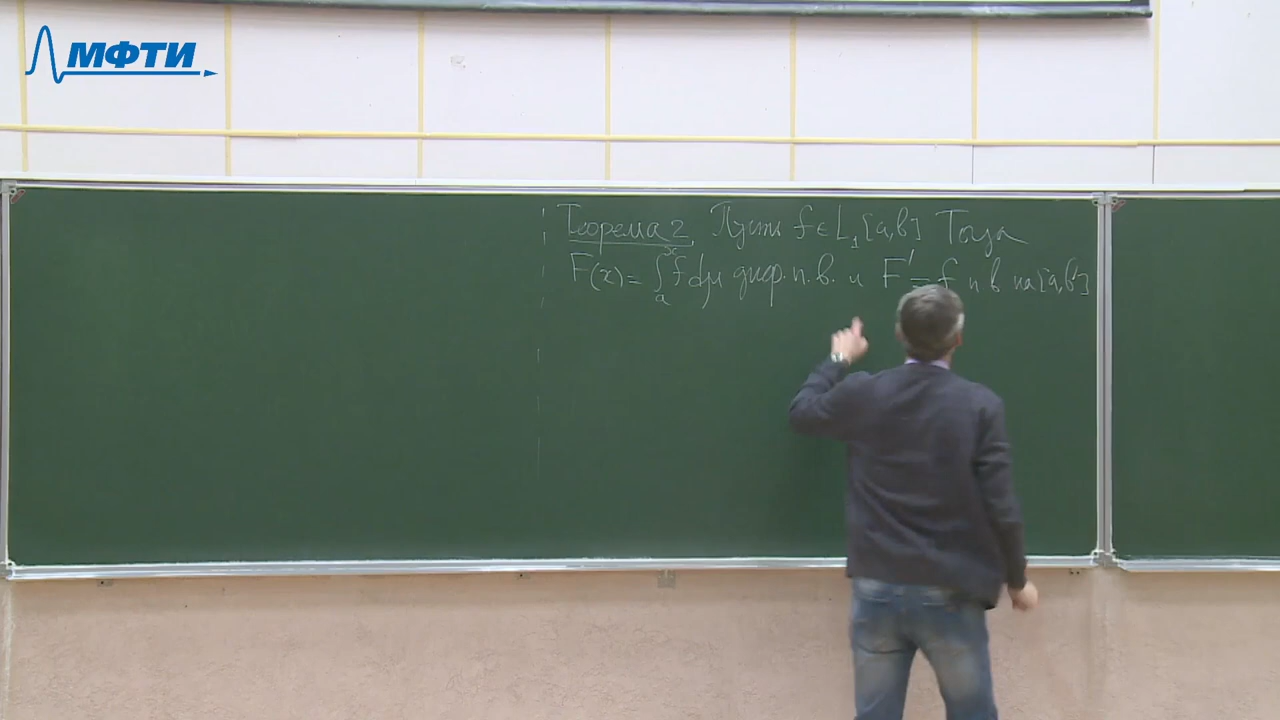 МФТИ
Теорема 2. Пусть f ∈ L₁[a,b] Тогда
F(x) = ∫ₐˣ f dμ диф. п. в. и F' = f п в на [a,b]